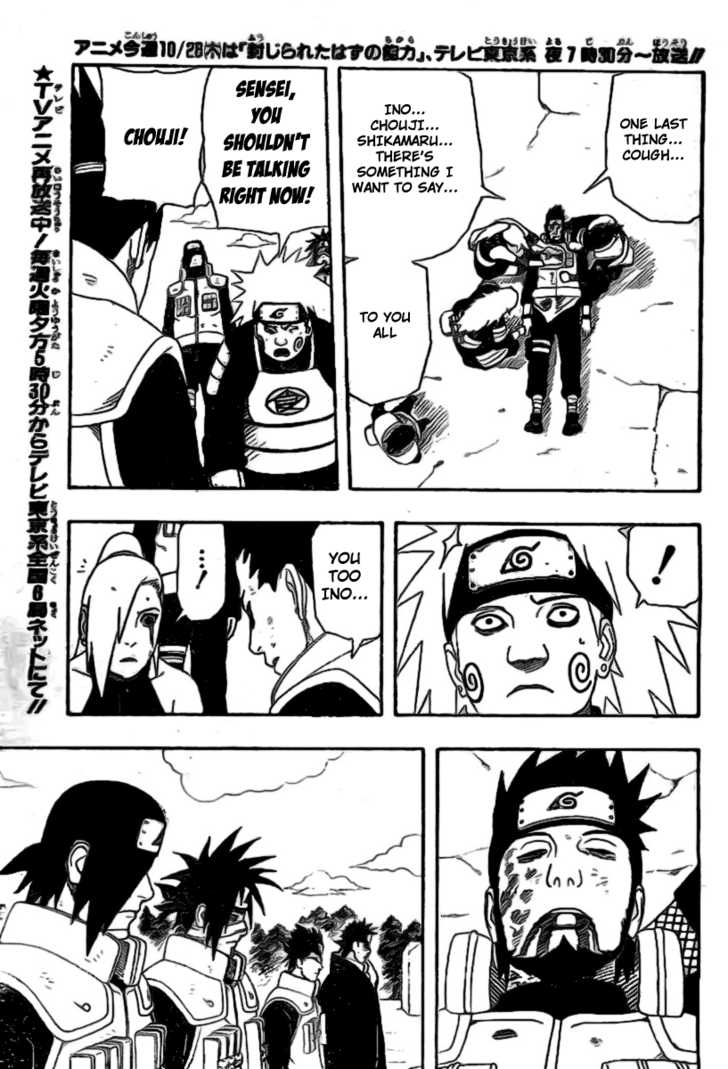 アニメ今週10/28㈭は「封じられたはずの能力」、テレビ東京系 夜7時30分～放送!!
★TVアニメ再放送中!毎週火曜夕方5時30分からテレビ東京系全国6局ネットにて!!
ONE LAST
THING...
COUGH...
INO...
CHOUJI...
SHIKAMARU...
THERE'S
SOMETHING I
WANT TO SAY...
TO YOU
ALL
SENSEI,
YOU
SHOULDN'T
BE TALKING
RIGHT NOW!
CHOUJI!
食
!
YOU
TOO
INO...
...